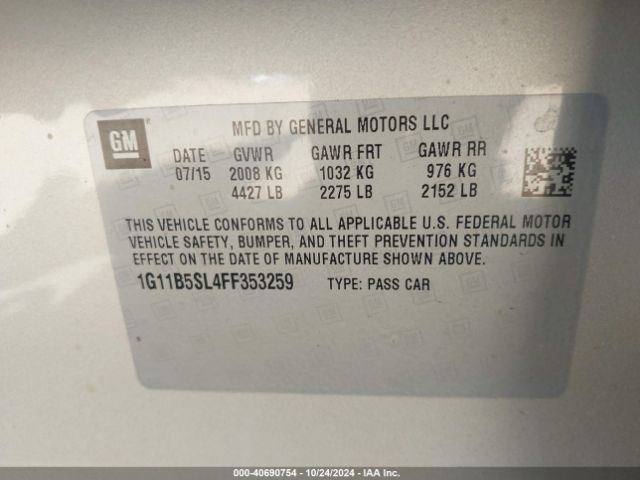 GM
MFD BY GENERAL MOTORS LLC
DATE GVWR GAWR FRT GAWR RR
07/15 2008 KG 1032 KG 976 KG
4427 LB 2275 LB 2152 LB
THIS VEHICLE CONFORMS TO ALL APPLICABLE U.S. FEDERAL MOTOR
VEHICLE SAFETY, BUMPER, AND THEFT PREVENTION STANDARDS IN
EFFECT ON THE DATE OF MANUFACTURE SHOWN ABOVE.
1G11B5SL4FF353259 TYPE: PASS CAR
000-40690754 - 10/24/2024 - IAA Inc.